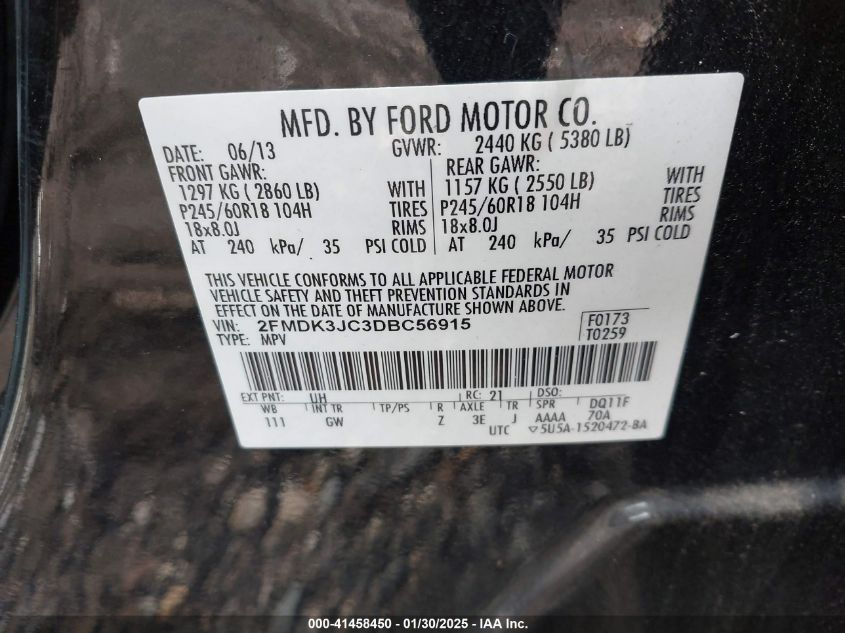 MFD. BY FORD MOTOR CO.
DATE: 06/13 GVWR: 2440 KG ( 5380 LB)
FRONT GAWR: REAR GAWR:
1297 KG ( 2860 LB) WITH 1157 KG ( 2550 LB) WITH
P245/60R18 104H TIRES P245/60R18 104H TIRES
18x8.0J RIMS 18x8.0J RIMS
AT 240 kPa/ 35 PSI COLD AT 240 kPa/ 35 PSI COLD
THIS VEHICLE CONFORMS TO ALL APPLICABLE FEDERAL MOTOR
VEHICLE SAFETY AND THEFT PREVENTION STANDARDS IN
EFFECT ON THE DATE OF MANUFACTURE SHOWN ABOVE.
VIN: 2FMDK3JC3DBC56915 F0173
TYPE: MPV T0259
EXT PNT: UH RC: 21 DSO:
WB INT TR TP/PS R AXLE TR SPR DQ11F
111 GW Z 3E J AAAA 70A
UTC ▽5U5A-1520472-BA
000-41458450 - 01/30/2025 - IAA Inc.